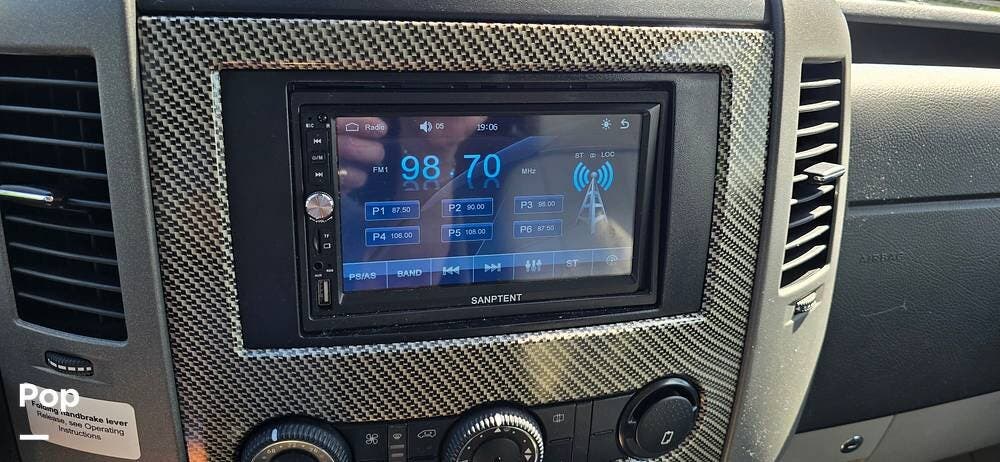 Radio 05 19:06
FM1 98.70 MHz
ST LOC
P1 87.50 P2 90.00 P3 98.00
P4 106.00 P5 108.00 P6 87.50
PS/AS BAND ST
SANPTENT
TF
AIRBAG
Folding handbrake lever
Release, see Operating
Instructions
Pop